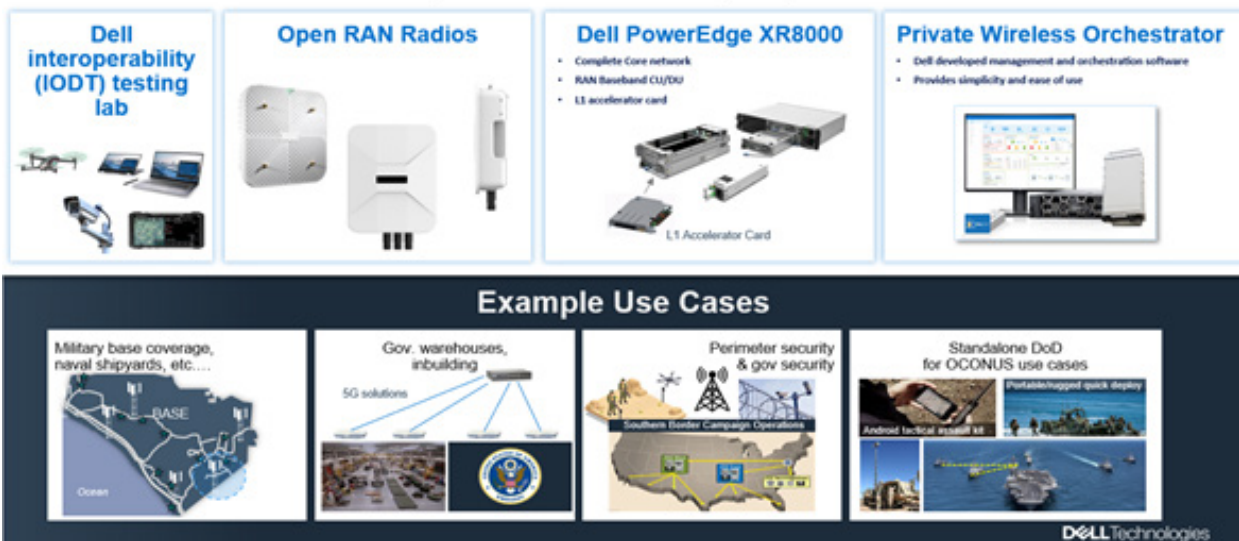 Dell
interoperability
(IODT) testing
lab
Open RAN Radios
Dell PowerEdge XR8000
• Complete Core network
• RAN Baseband CU/DU
• L1 accelerator card
L1 Accelerator Card
Private Wireless Orchestrator
• Dell developed management and orchestration software
• Provides simplicity and ease of use
Example Use Cases
Military base coverage,
naval shipyards, etc....
BASE
Ocean
Gov. warehouses,
inbuilding
5G solutions
Perimeter security
& gov security
Southern Border Campaign Operations
Standalone DoD
for OCONUS use cases
Portable/rugged quick deploy
Android tactical assault kit
DELL Technologies